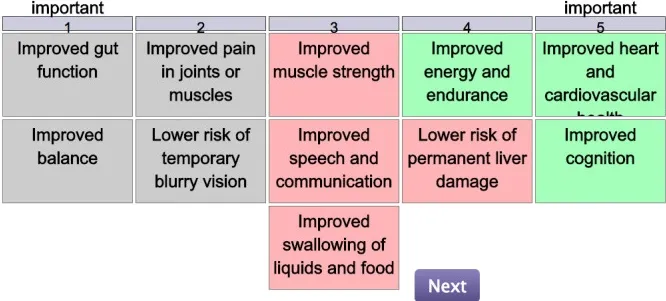 important
important
1
2
3
4
5
Improved gut
function
Improved pain
in joints or
muscles
Improved
muscle strength
Improved
energy and
endurance
Improved heart
and
cardiovascular
health
Improved
balance
Lower risk of
temporary
blurry vision
Improved
speech and
communication
Lower risk of
permanent liver
damage
Improved
cognition
Improved
swallowing of
liquids and food
Next